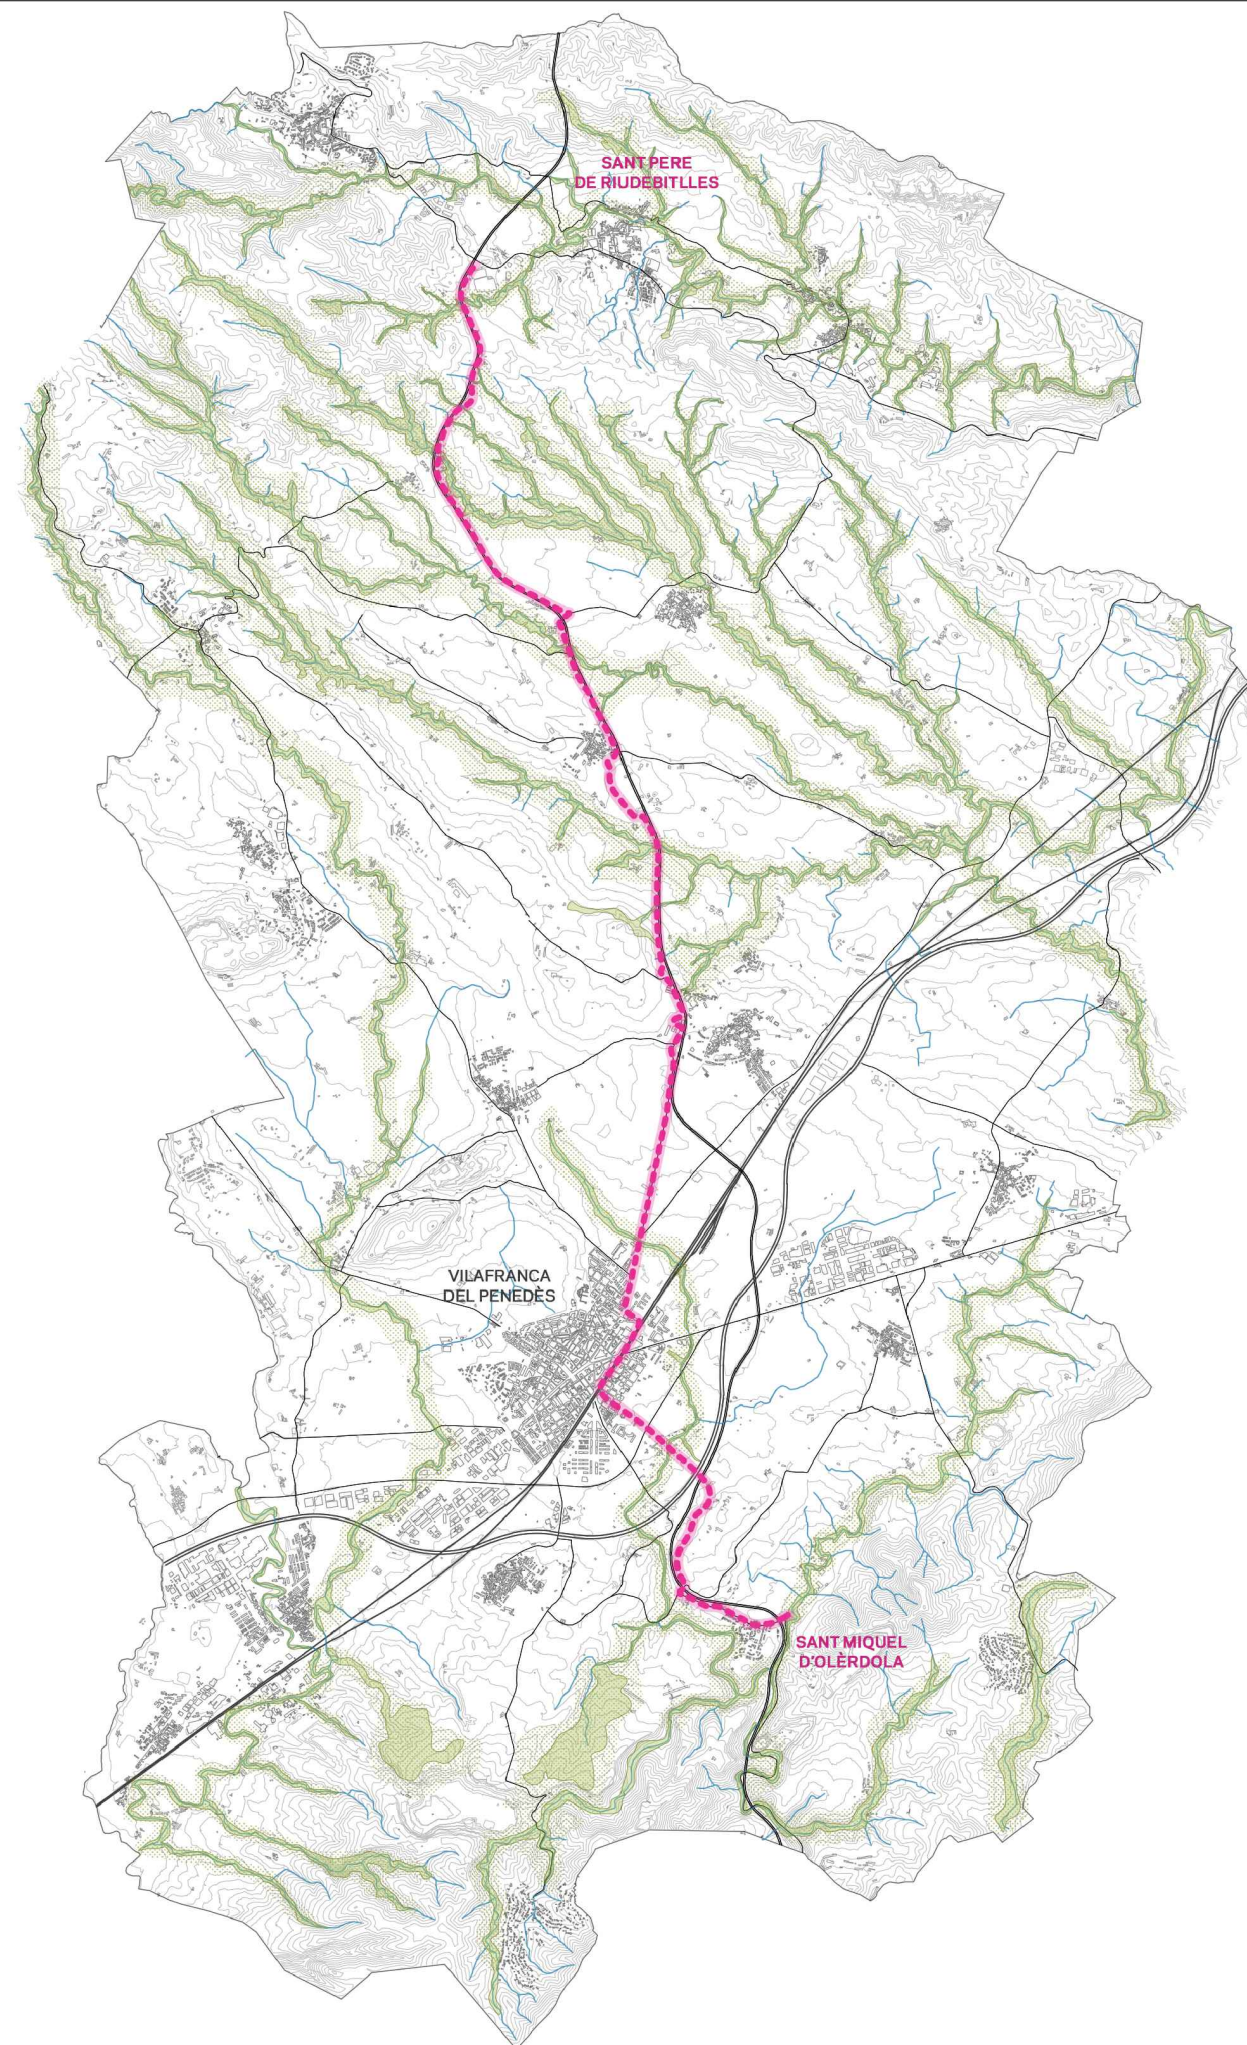 SANT PERE
DE RIUDEBITLLES
VILAFRANCA
DEL PENEDÈS
SANT MIQUEL
D'OLÈRDOLA